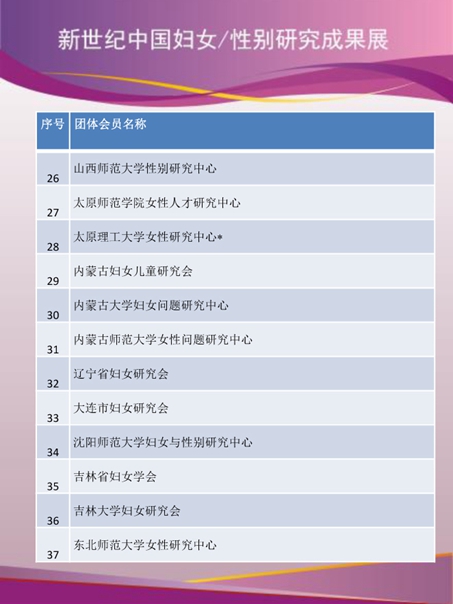 新世纪中国妇女/性别研究成果展
序号 团体会员名称
26 山西师范大学性别研究中心
27 太原师范学院女性人才研究中心
28 太原理工大学女性研究中心*
29 内蒙古妇女儿童研究会
30 内蒙古大学妇女问题研究中心
31 内蒙古师范大学女性问题研究中心
32 辽宁省妇女研究会
33 大连市妇女研究会
34 沈阳师范大学妇女与性别研究中心
35 吉林省妇女学会
36 吉林大学妇女研究会
37 东北师范大学女性研究中心